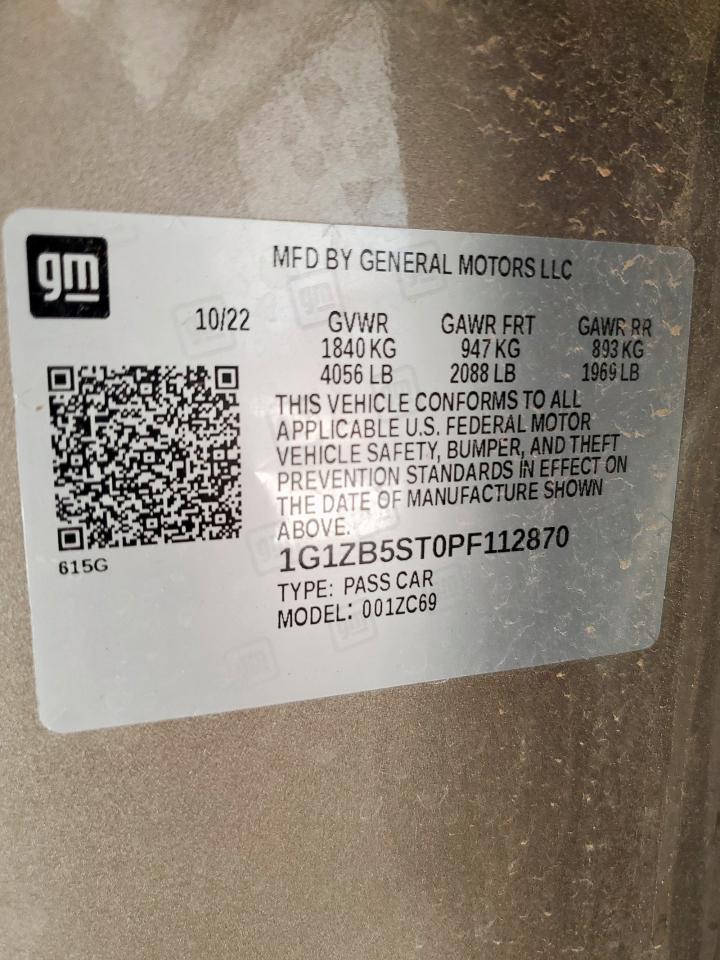 gm
MFD BY GENERAL MOTORS LLC
10/22 GVWR GAWR FRT GAWR RR
1840 KG 947 KG 893 KG
4056 LB 2088 LB 1969 LB
THIS VEHICLE CONFORMS TO ALL
APPLICABLE U.S. FEDERAL MOTOR
VEHICLE SAFETY, BUMPER, AND THEFT
PREVENTION STANDARDS IN EFFECT ON
THE DATE OF MANUFACTURE SHOWN
ABOVE.
1G1ZB5ST0PF112870
615G
TYPE: PASS CAR
MODEL: 001ZC69